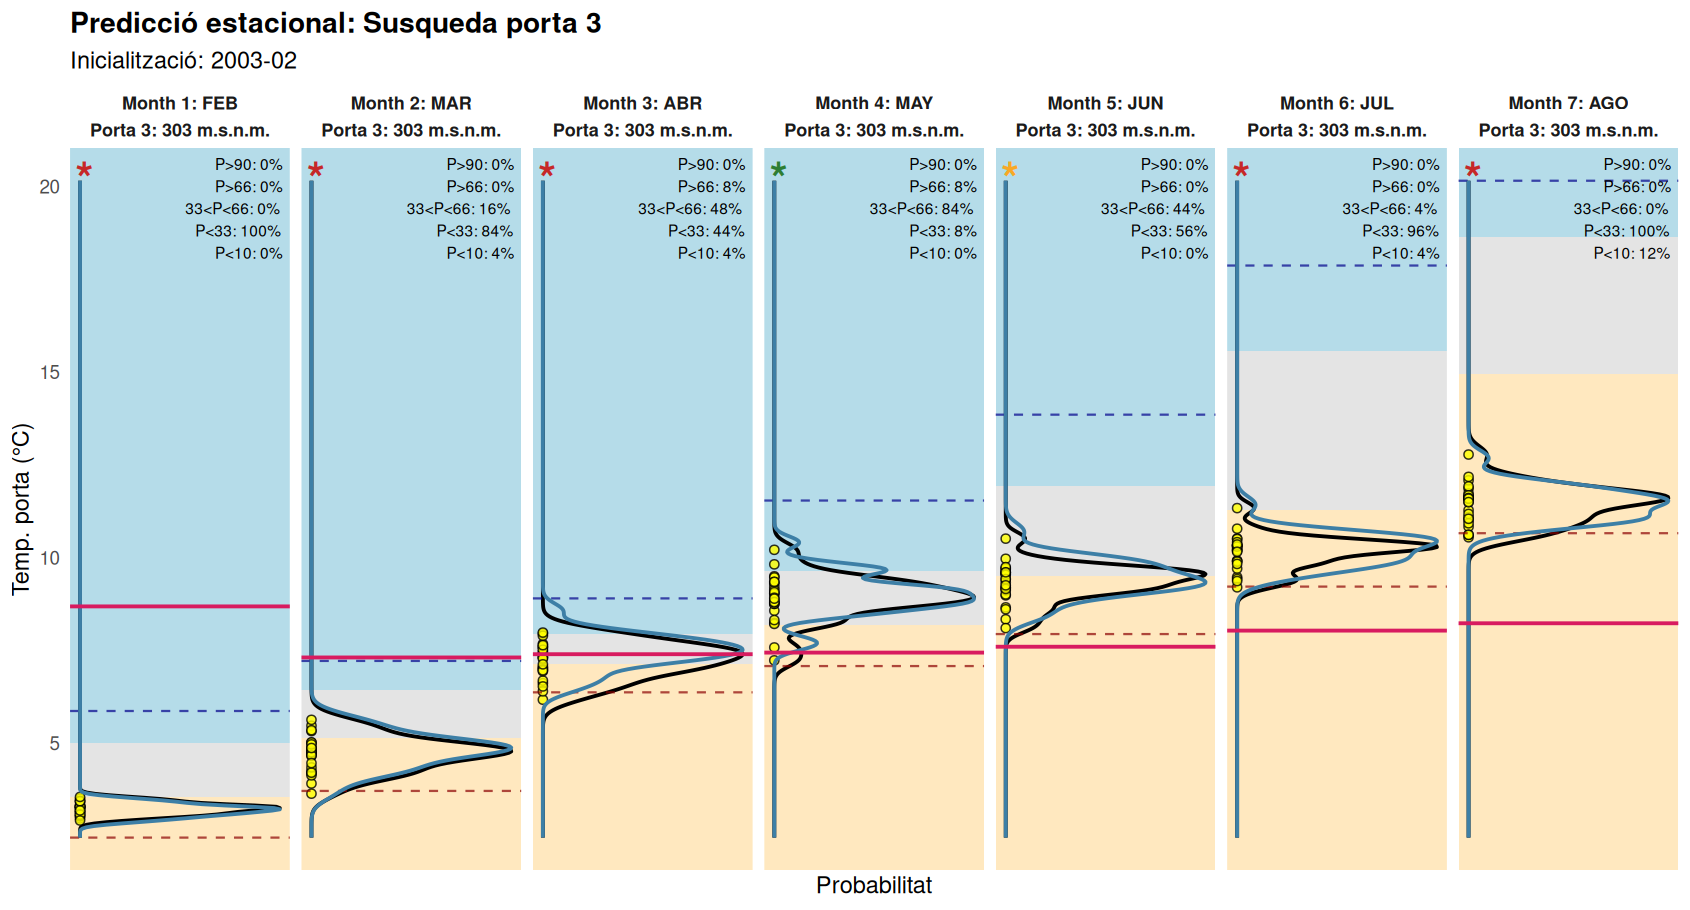 Predicció estacional: Susqueda porta 3
Inicialització: 2003-02
Month 1: FEB
Porta 3: 303 m.s.n.m.
Month 2: MAR
Porta 3: 303 m.s.n.m.
Month 3: ABR
Porta 3: 303 m.s.n.m.
Month 4: MAY
Porta 3: 303 m.s.n.m.
Month 5: JUN
Porta 3: 303 m.s.n.m.
Month 6: JUL
Porta 3: 303 m.s.n.m.
Month 7: AGO
Porta 3: 303 m.s.n.m.
*
P>90: 0%
P>66: 0%
33<P<66: 0%
P<33: 100%
P<10: 0%
*
P>90: 0%
P>66: 0%
33<P<66: 16%
P<33: 84%
P<10: 4%
*
P>90: 0%
P>66: 8%
33<P<66: 48%
P<33: 44%
P<10: 4%
*
P>90: 0%
P>66: 8%
33<P<66: 84%
P<33: 8%
P<10: 0%
*
P>90: 0%
P>66: 0%
33<P<66: 44%
P<33: 56%
P<10: 0%
*
P>90: 0%
P>66: 0%
33<P<66: 4%
P<33: 96%
P<10: 4%
*
P>90: 0%
P>66: 0%
33<P<66: 0%
P<33: 100%
P<10: 12%
20
15
10
5
Temp. porta (°C)
Probabilitat